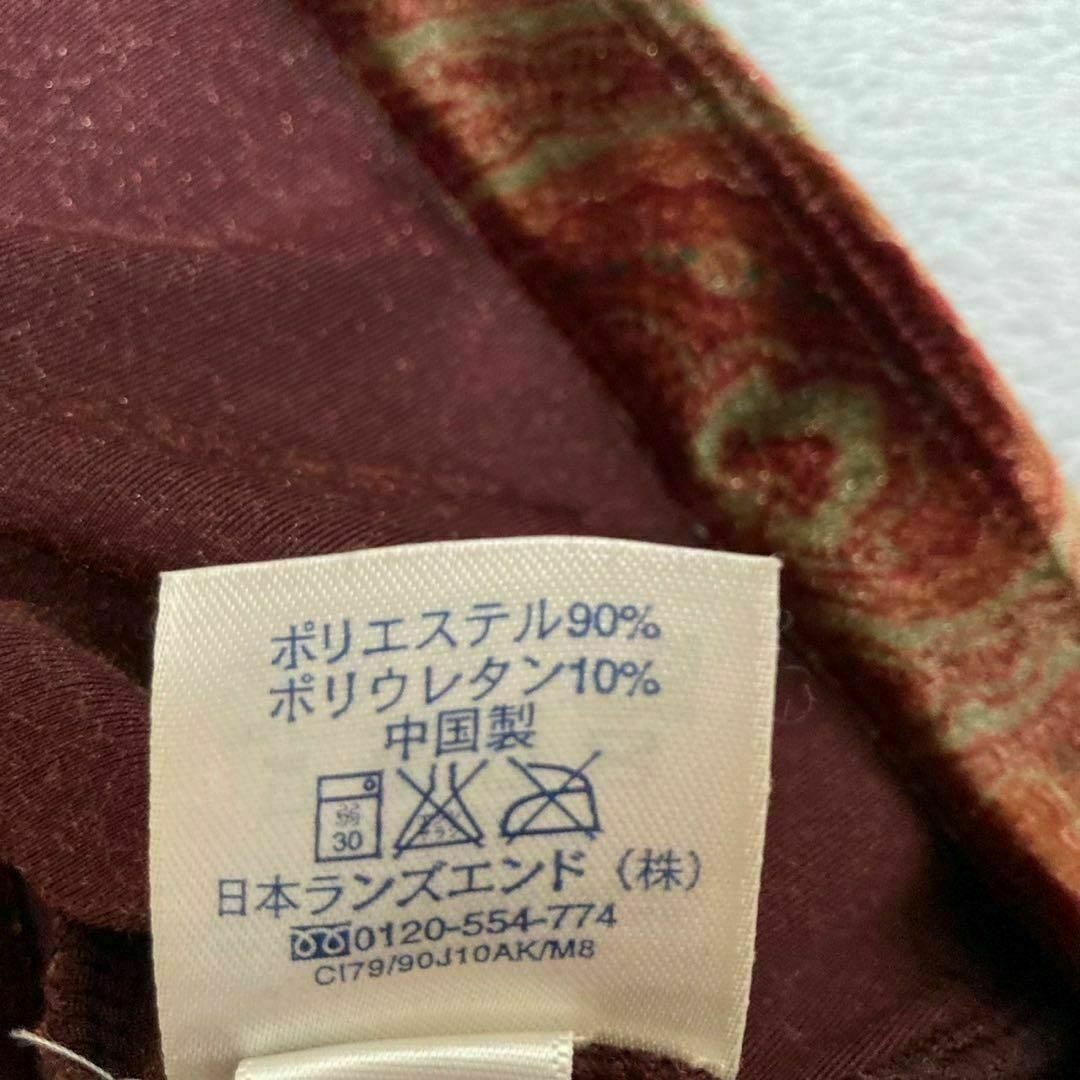 ポリエステル90%
ポリウレタン10%
中国製
弱
30
日本ランズエンド（株）
0120-554-774
CI79/90J10AK/M8